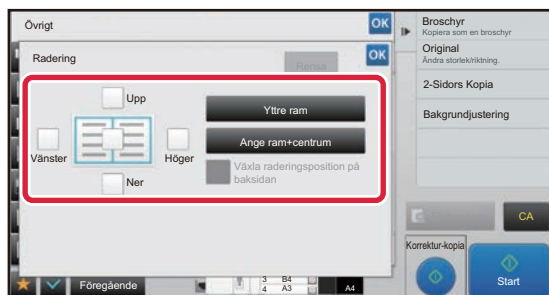 Övrigt
OK
Radering
Rensa
OK
Upp
Vänster
Höger
Ner
Yttre ram
Ange ram+centrum
Växla raderingsposition på
baksidan
Föregående
3 B4
4 A3
A4
Broschyr
Kopiera som en broschyr
Original
Ändra storlek/riktning.
2-Sidors Kopia
Bakgrundjustering
CA
Korrektur-kopia
Start